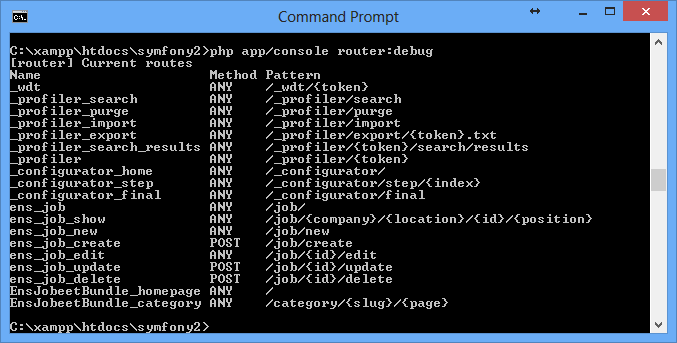 Command Prompt
C:\xampp\htdocs\symfony2>php app/console router:debug
[router] Current routes
Name Method Pattern
_wdt ANY /_wdt/{token}
_profiler_search ANY /_profiler/search
_profiler_purge ANY /_profiler/purge
_profiler_import ANY /_profiler/import
_profiler_export ANY /_profiler/export/{token}.txt
_profiler_search_results ANY /_profiler/{token}/search/results
_profiler ANY /_profiler/{token}
_configurator_home ANY /_configurator/
_configurator_step ANY /_configurator/step/{index}
_configurator_final ANY /_configurator/final
ens_job ANY /job/
ens_job_show ANY /job/{company}/{location}/{id}/{position}
ens_job_new ANY /job/new
ens_job_create POST /job/create
ens_job_edit ANY /job/{id}/edit
ens_job_update POST /job/{id}/update
ens_job_delete POST /job/{id}/delete
EnsJobeetBundle_homepage ANY /
EnsJobeetBundle_category ANY /category/{slug}/{page}
C:\xampp\htdocs\symfony2>